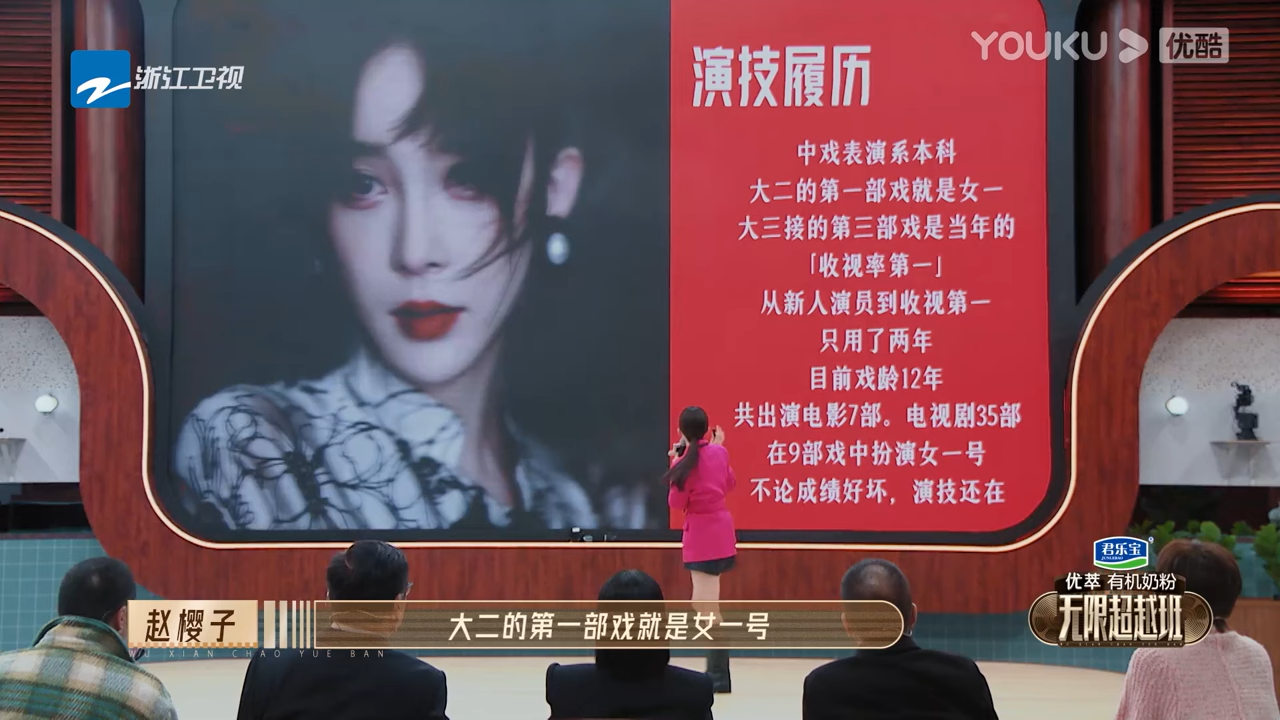 浙江卫视
YOUKU 优酷
演技履历
中戏表演系本科
大二的第一部戏就是女一
大三接的第三部戏是当年的
「收视率第一」
从新人演员到收视第一
只用了两年
目前戏龄12年
共出演电影7部。电视剧35部
在9部戏中扮演女一号
不论成绩好坏，演技还在
君乐宝
优萃 有机奶粉
无限超越班
赵樱子
大二的第一部戏就是女一号
WU XIAN CHAO YUE BAN